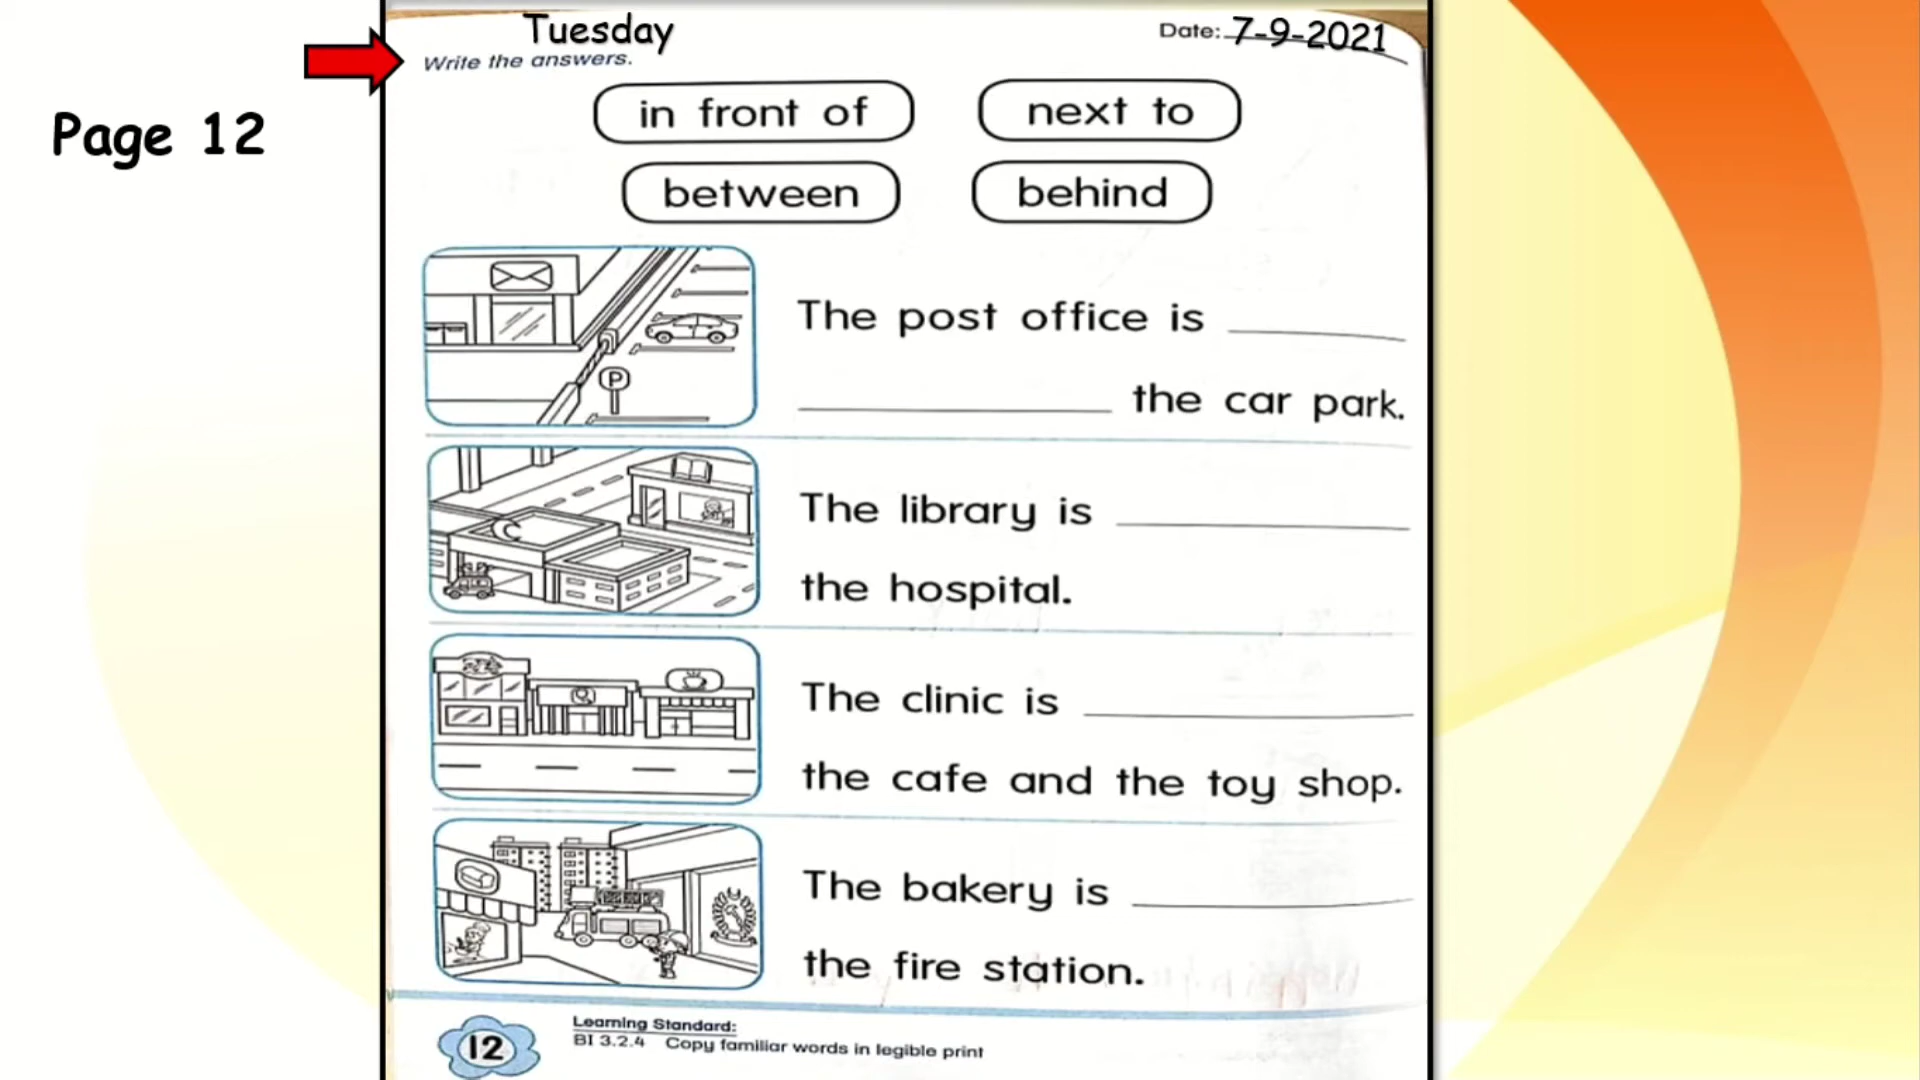 Tuesday
Date: 7-9-2021
Write the answers.
Page 12
in front of
next to
between
behind
P
The post office is
the car park.
The library is
the hospital.
The clinic is
the cafe and the toy shop.
The bakery is
the fire station.
12
Learning Standard:
BI 3.2.4 Copy familiar words in legible print